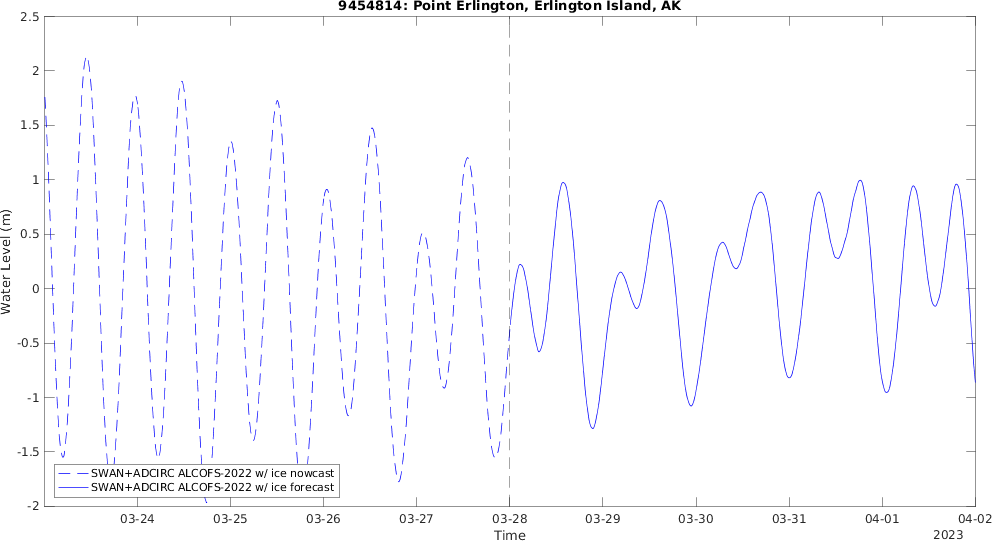 9454814: Point Erlington, Erlington Island, AK
2.5
2
1.5
1
0.5
0
-0.5
-1
-1.5
-2
Water Level (m)
SWAN+ADCIRC ALCOFS-2022 w/ ice nowcast
SWAN+ADCIRC ALCOFS-2022 w/ ice forecast
03-24 03-25 03-26 03-27 03-28 03-29 03-30 03-31 04-01 04-02
Time
2023